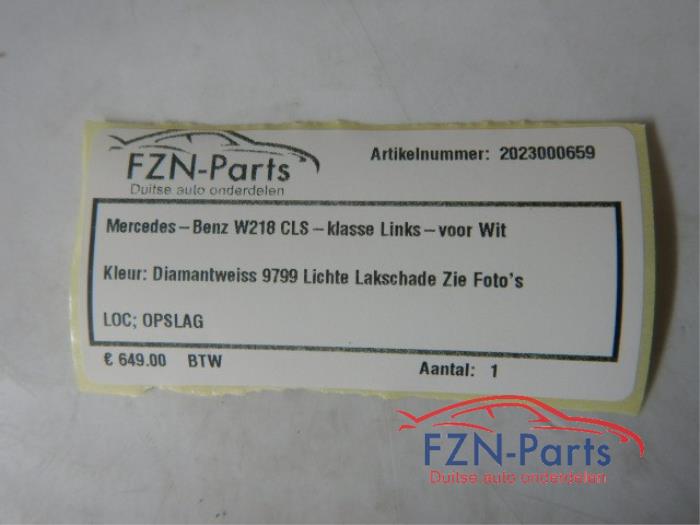 FZN-Parts
Duitse auto onderdelen
Artikelnummer: 2023000659
Mercedes-Benz W218 CLS-klasse Links-voor Wit
Kleur: Diamantweiss 9799 Lichte Lakschade Zie Foto's
LOC; OPSLAG
€ 649.00 BTW
Aantal: 1
FZN-Parts
Duitse auto onderdelen